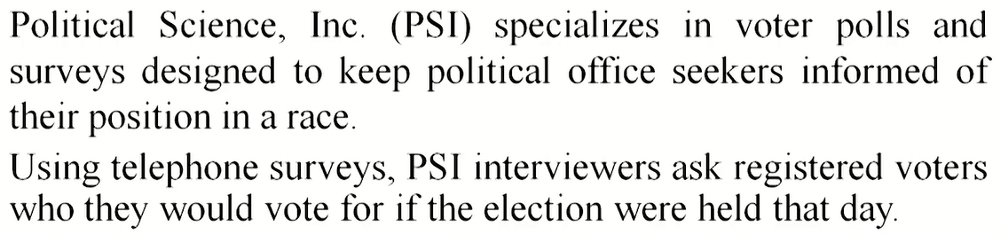 Political Science, Inc. (PSI) specializes in voter polls and
surveys designed to keep political office seekers informed of
their position in a race.
Using telephone surveys, PSI interviewers ask registered voters
who they would vote for if the election were held that day.